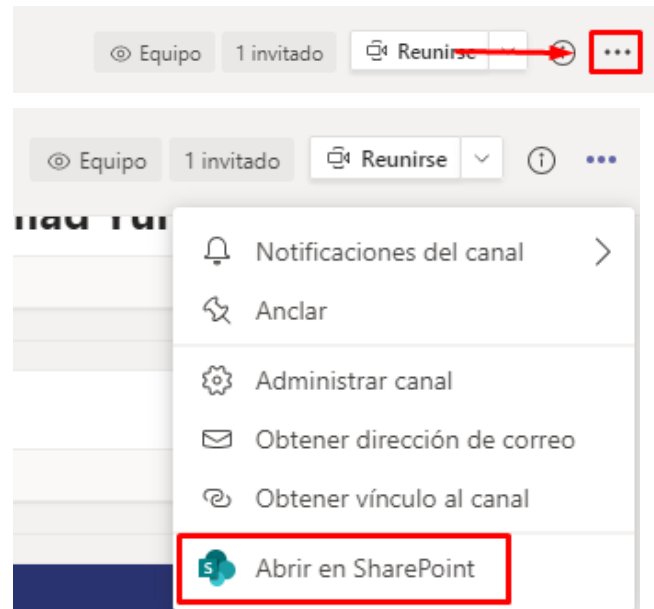 Equipo 1 invitado Reunirse
Equipo 1 invitado Reunirse
Notificaciones del canal
Anclar
Administrar canal
Obtener dirección de correo
Obtener vínculo al canal
S Abrir en SharePoint